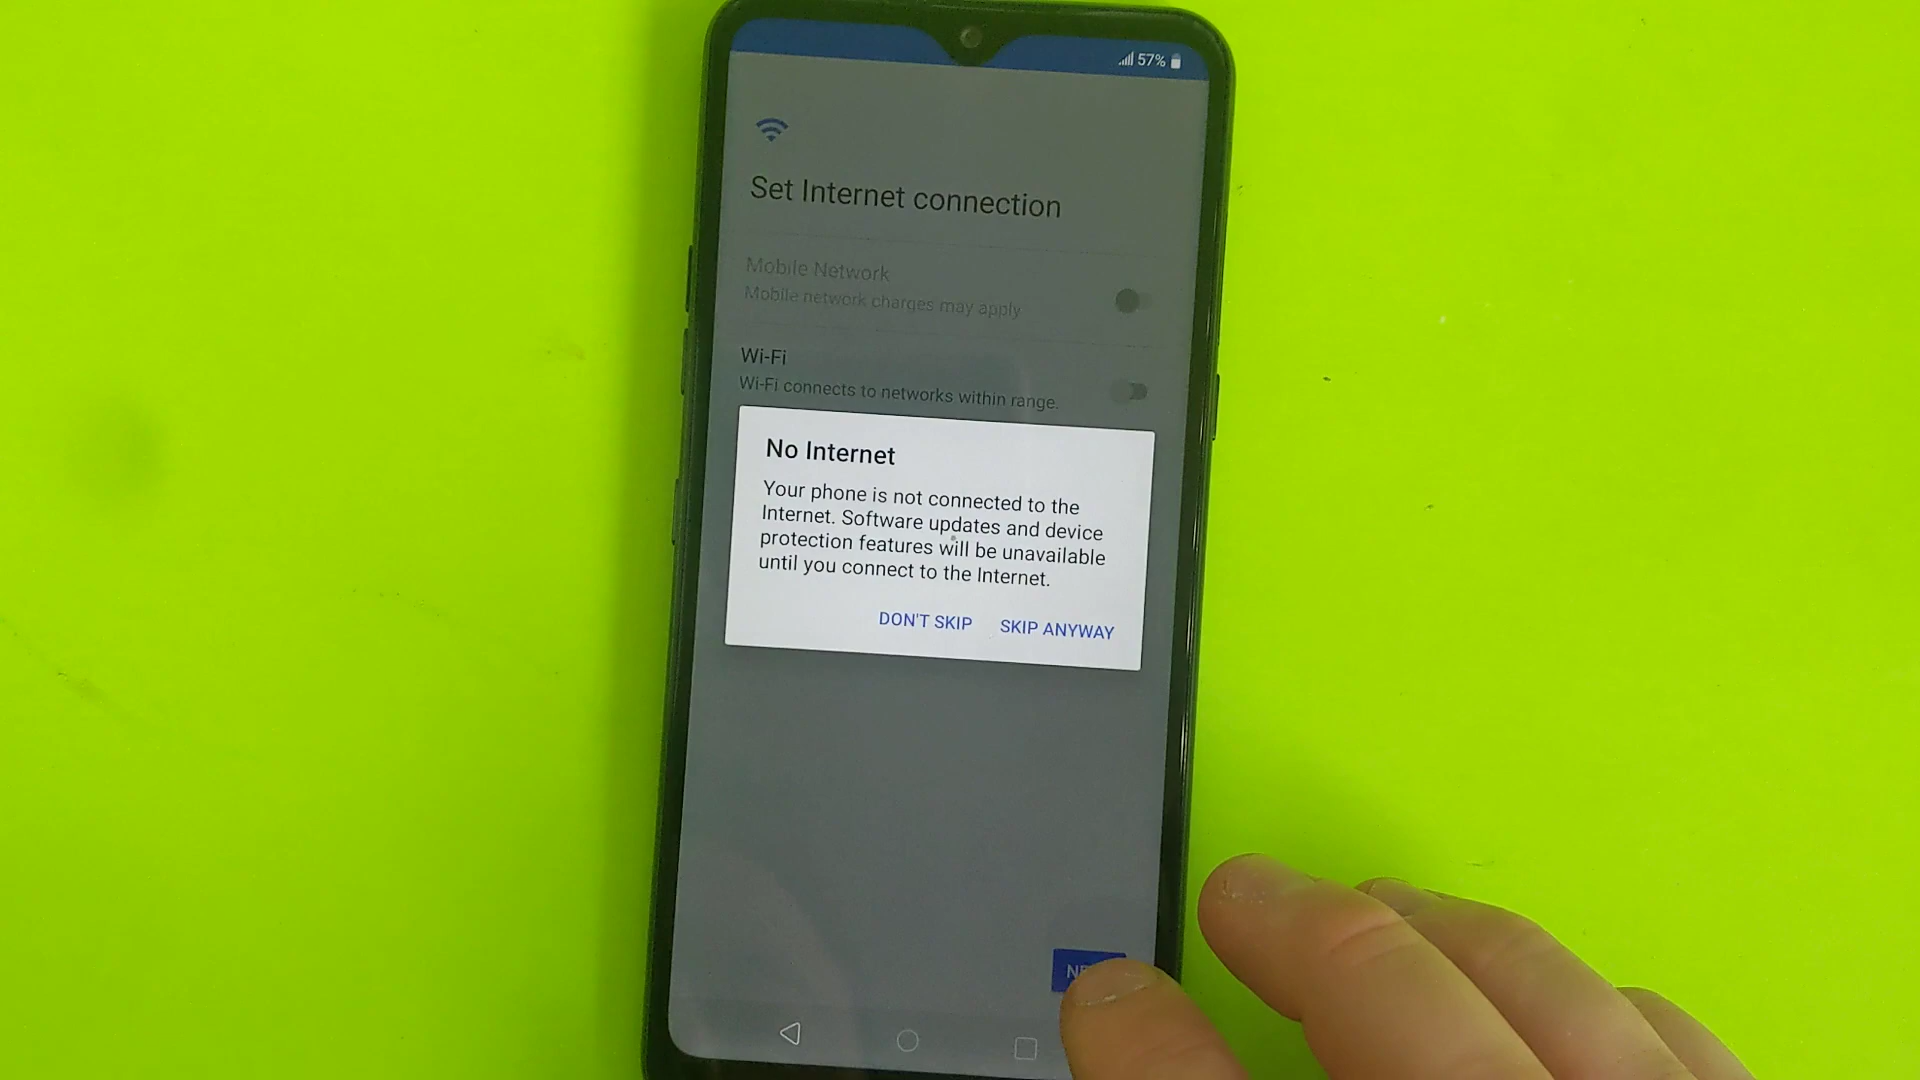 57%
Set Internet connection
Mobile Network
Mobile network charges may apply
Wi-Fi
Wi-Fi connects to networks within range.
No Internet
Your phone is not connected to the
Internet. Software updates and device
protection features will be unavailable
until you connect to the Internet.
DON'T SKIP SKIP ANYWAY